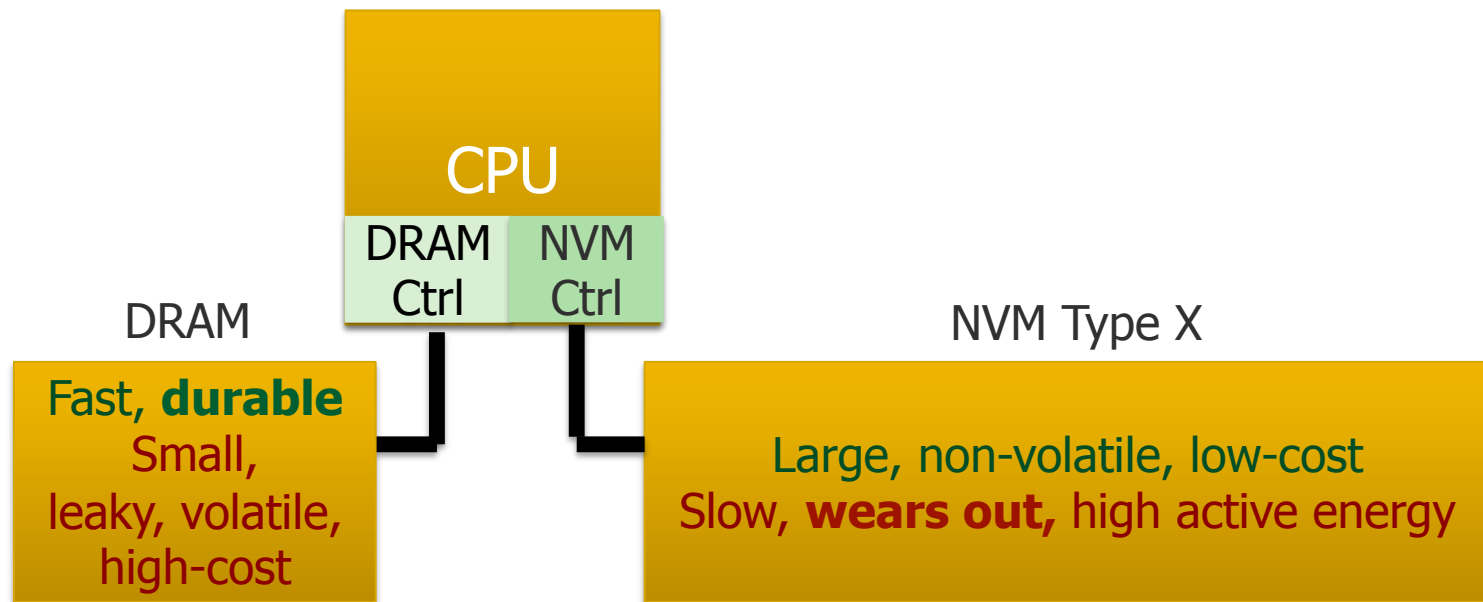 CPU
DRAM
Ctrl
NVM
Ctrl
DRAM
Fast, durable
Small,
leaky, volatile,
high-cost
NVM Type X
Large, non-volatile, low-cost
Slow, wears out, high active energy